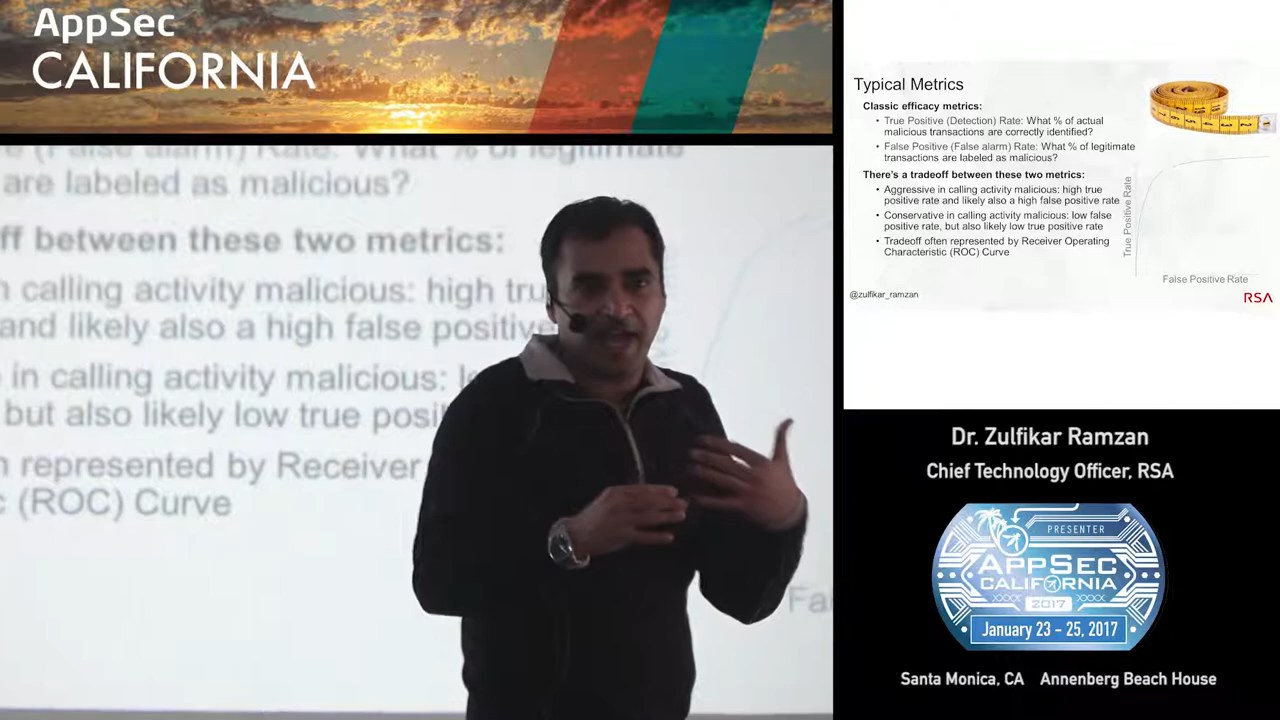 AppSec
CALIFORNIA
(False alarm) Rate: What % of legitimate
are labeled as malicious?
between these two metrics:
calling activity malicious: high
and likely also a high false positive
in calling activity malicious:
but also likely low true
represented by Receiver
(ROC) Curve
Typical Metrics
Classic efficacy metrics:
• True Positive (Detection) Rate: What % of actual
malicious transactions are correctly identified?
• False Positive (False alarm) Rate: What % of legitimate
transactions are labeled as malicious?
There's a tradeoff between these two metrics:
• Aggressive in calling activity malicious: high true
positive rate and likely also a high false positive rate
• Conservative in calling activity malicious: low false
positive rate, but also likely low true positive rate
• Tradeoff often represented by Receiver Operating
Characteristic (ROC) Curve
True Positive Rate
False Positive Rate
@zulfikar_ramzan
RSA
Dr. Zulfikar Ramzan
Chief Technology Officer, RSA
PRESENTER
APPSEC
CALIFORNIA
2017
January 23 - 25, 2017
Santa Monica, CA Annenberg Beach House